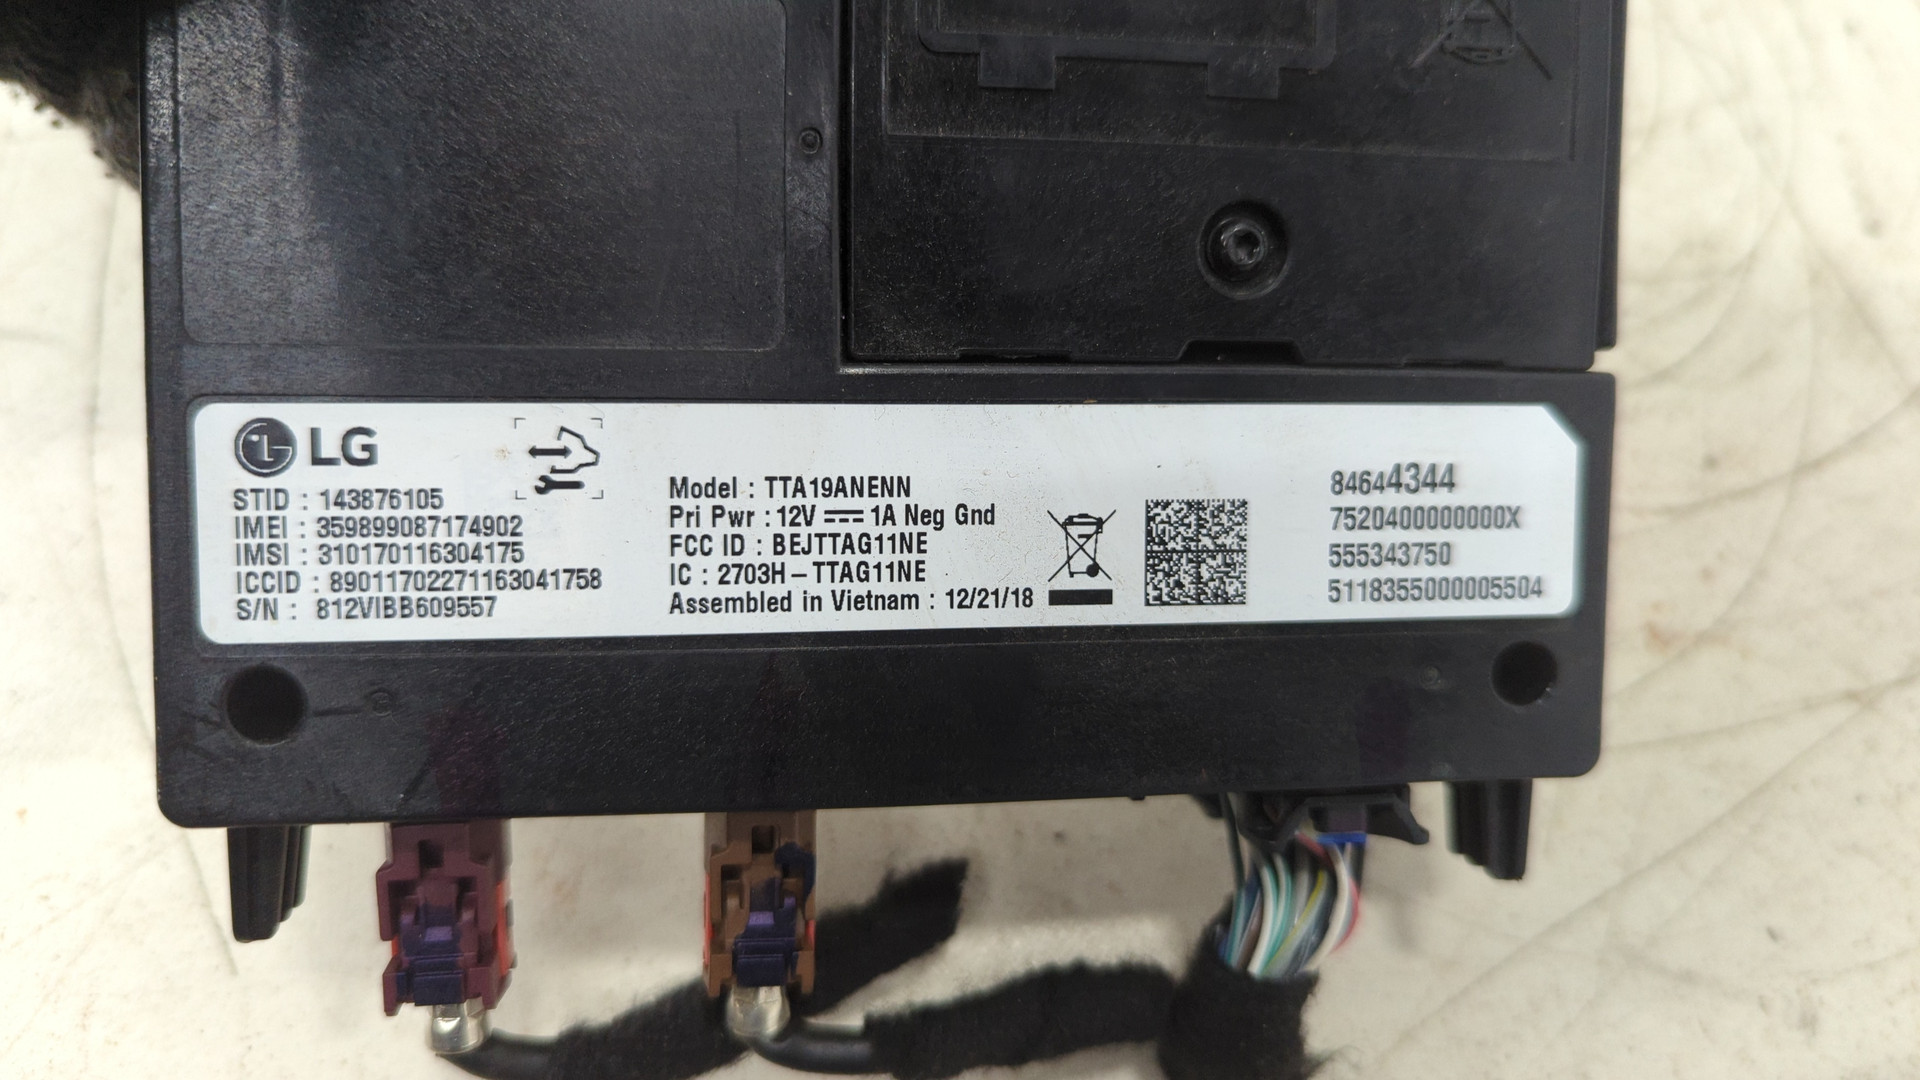 LG
STID : 143876105
IMEI : 359899087174902
IMSI : 310170116304175
ICCID : 89011702271163041758
S/N : 812VIBB609557
Model : TTA19ANENN
Pri Pwr : 12V ⎓ 1A Neg Gnd
FCC ID : BEJTTAG11NE
IC : 2703H-TTAG11NE
Assembled in Vietnam : 12/21/18
84644344
7520400000000X
555343750
5118355000005504